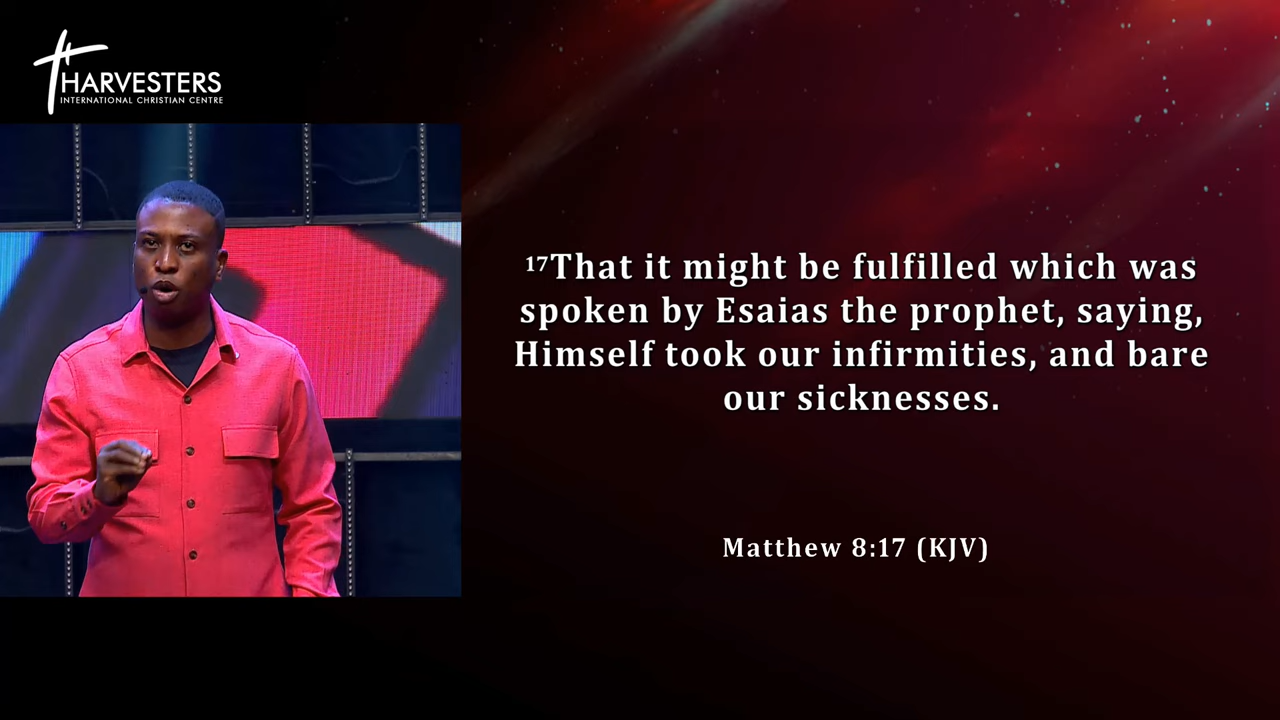 HARVESTERS
INTERNATIONAL CHRISTIAN CENTRE
17That it might be fulfilled which was
spoken by Esaias the prophet, saying,
Himself took our infirmities, and bare
our sicknesses.
Matthew 8:17 (KJV)